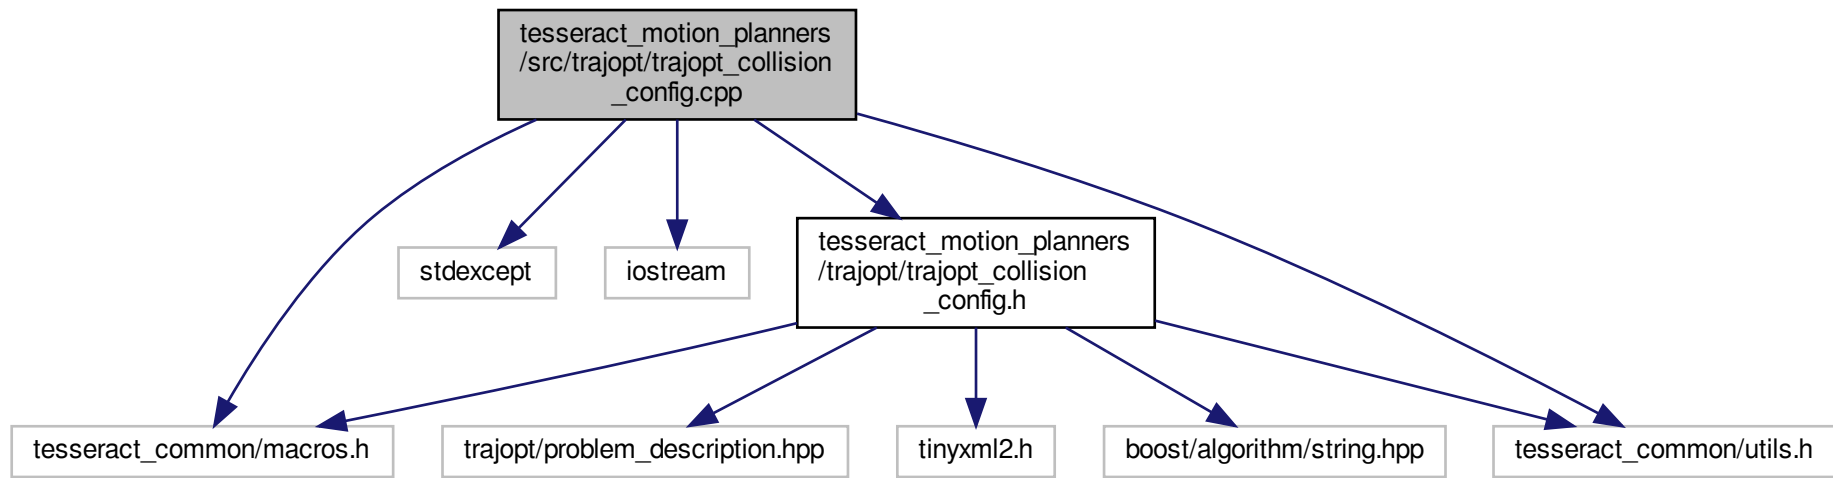 tesseract_motion_planners
/src/trajopt/trajopt_collision
_config.cpp
stdexcept
iostream
tesseract_motion_planners
/trajopt/trajopt_collision
_config.h
tesseract_common/macros.h
trajopt/problem_description.hpp
tinyxml2.h
boost/algorithm/string.hpp
tesseract_common/utils.h